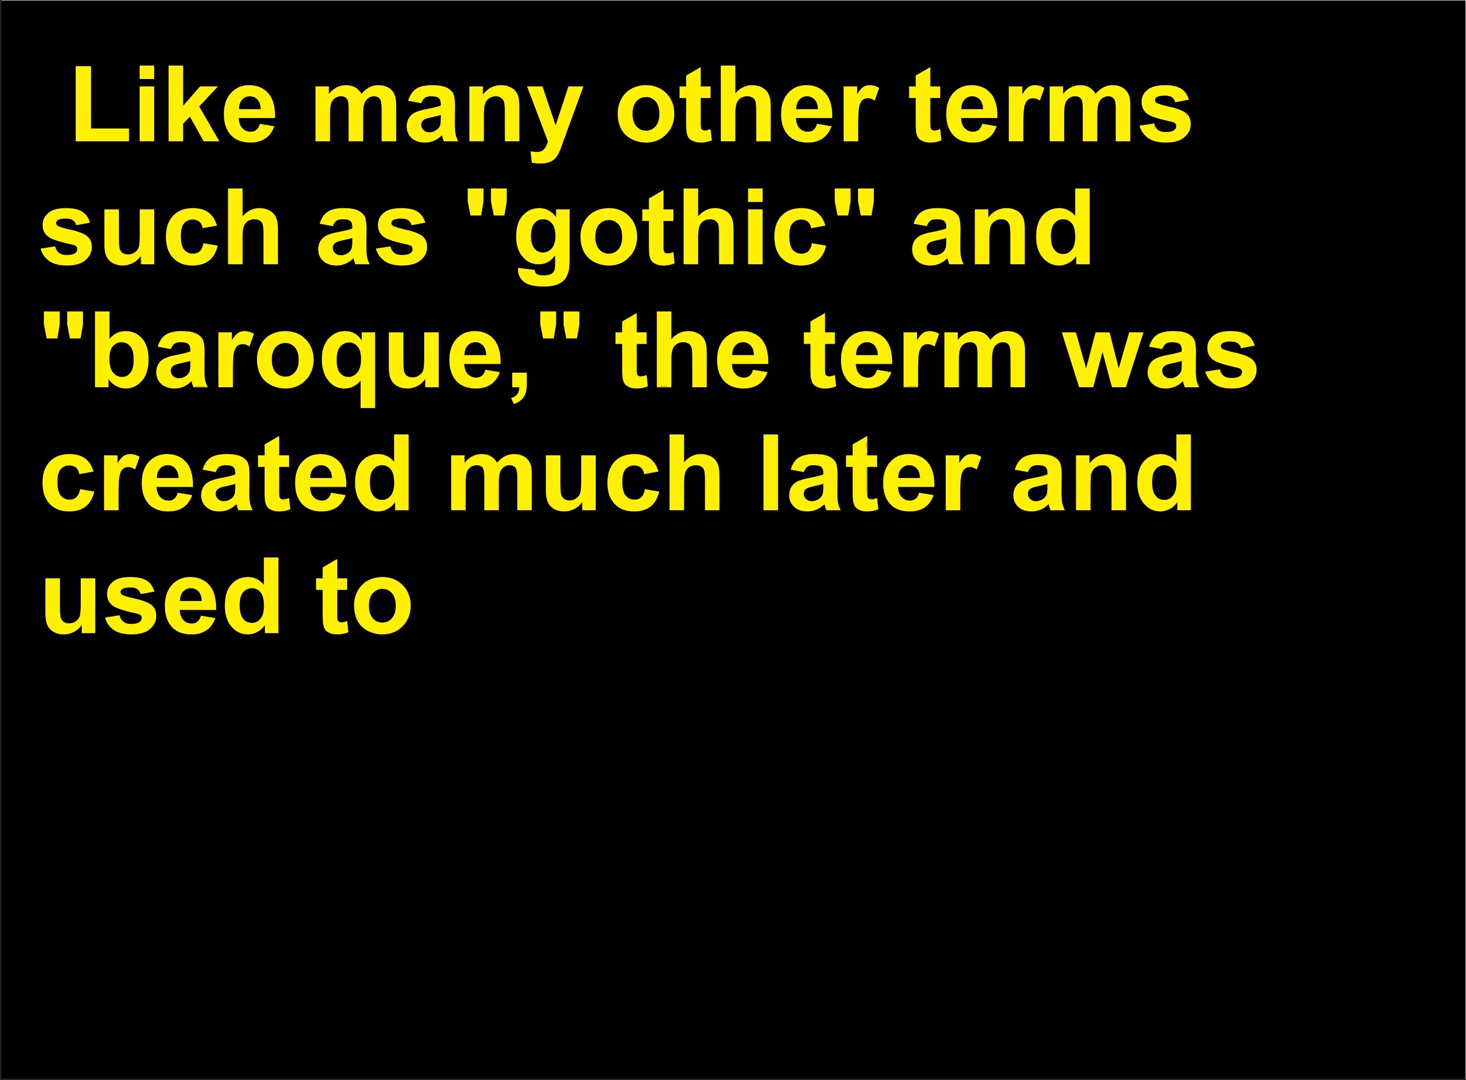 Like many other terms
such as "gothic" and
"baroque," the term was
created much later and
used to